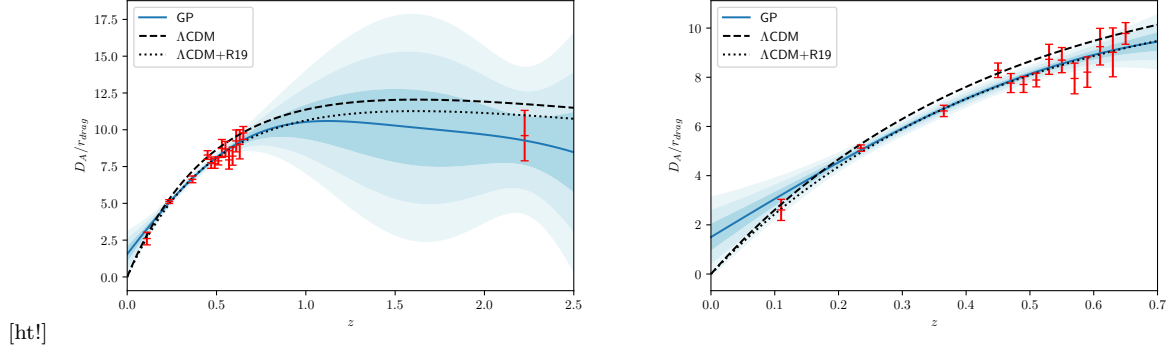 GP
ΛCDM
ΛCDM+R19
17.5
15.0
12.5
10.0
7.5
5.0
2.5
0.0
D_A/r_drag
0.0 0.5 1.0 1.5 2.0 2.5
z
GP
ΛCDM
ΛCDM+R19
10
8
6
4
2
0
D_A/r_drag
0.0 0.1 0.2 0.3 0.4 0.5 0.6 0.7
z
[ht!]